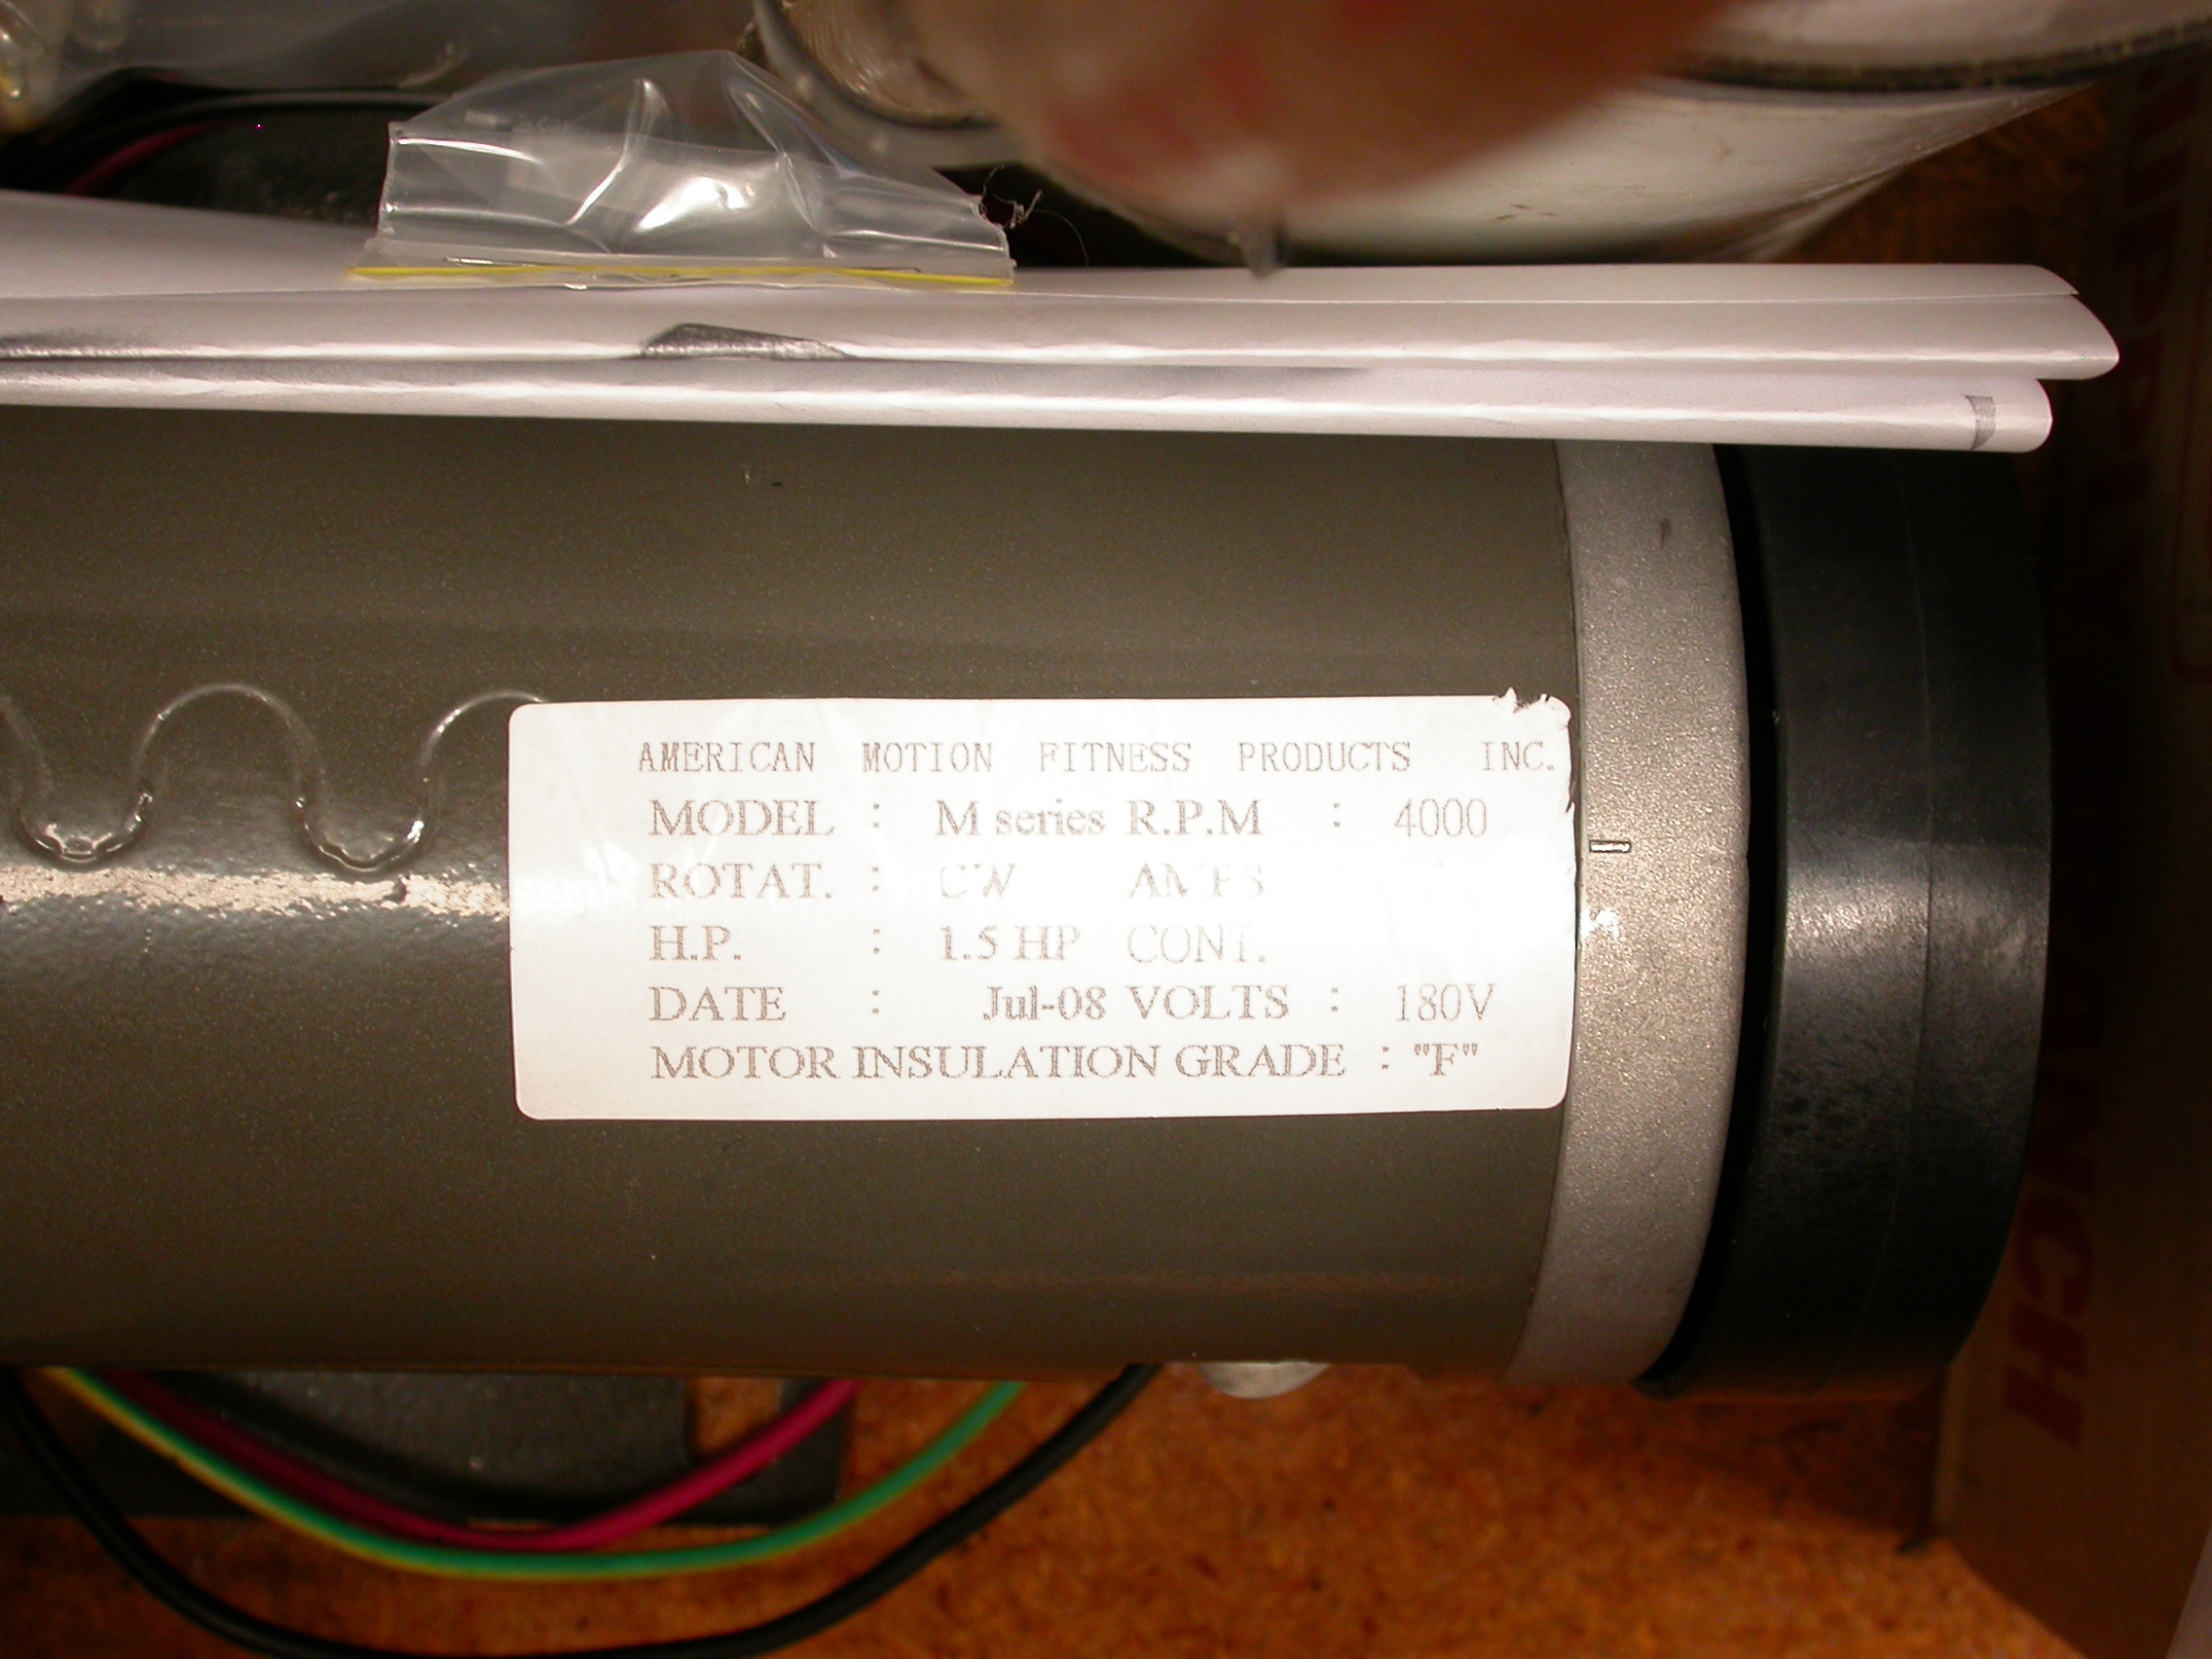 AMERICAN MOTION FITNESS PRODUCTS INC.
MODEL : M series R.P.M : 4000
ROTAT. : CW AMPS
H.P. : 1.5 HP CONT.
DATE : Jul-08 VOLTS : 180V
MOTOR INSULATION GRADE : "F"